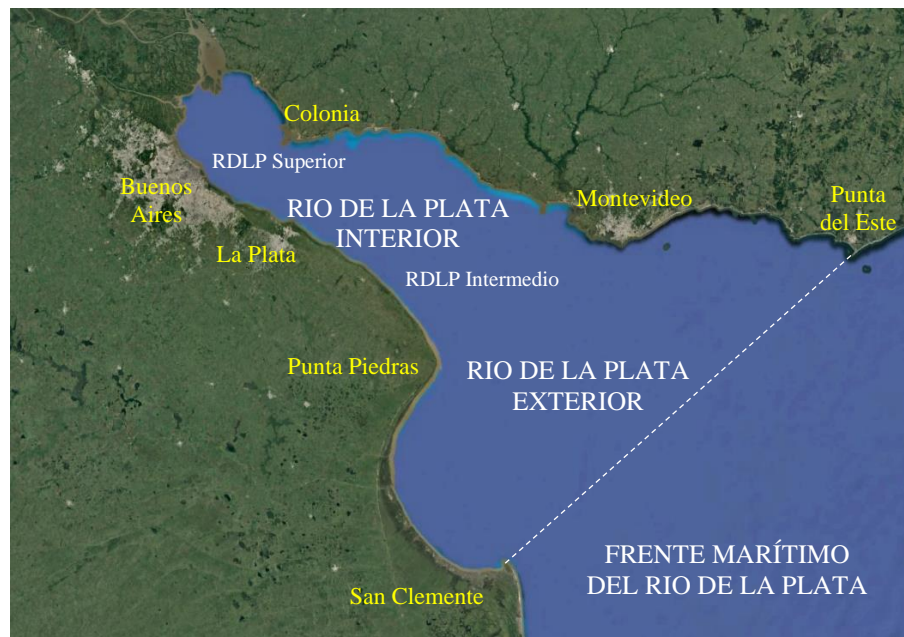 Colonia
RDLP Superior
Buenos
Aires
Montevideo
Punta
del Este
RIO DE LA PLATA
INTERIOR
La Plata
RDLP Intermedio
Punta Piedras
RIO DE LA PLATA
EXTERIOR
FRENTE MARÍTIMO
DEL RIO DE LA PLATA
San Clemente